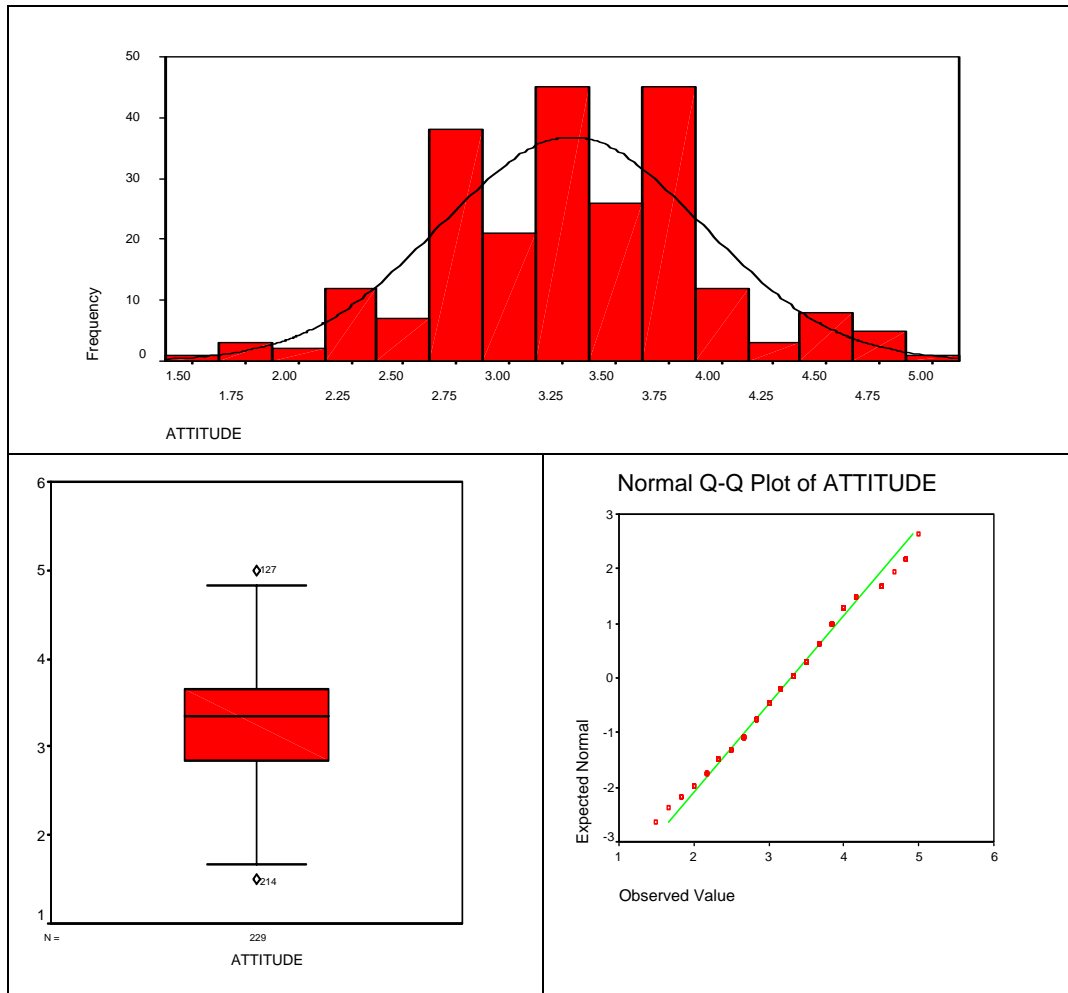 50
40
30
20
10
0
Frequency
1.50 2.00 2.50 3.00 3.50 4.00 4.50 5.00
1.75 2.25 2.75 3.25 3.75 4.25 4.75
ATTITUDE
6
5
4
3
2
1
127
214
N = 229
ATTITUDE
Normal Q-Q Plot of ATTITUDE
3
2
1
0
-1
-2
-3
Expected Normal
1 2 3 4 5 6
Observed Value